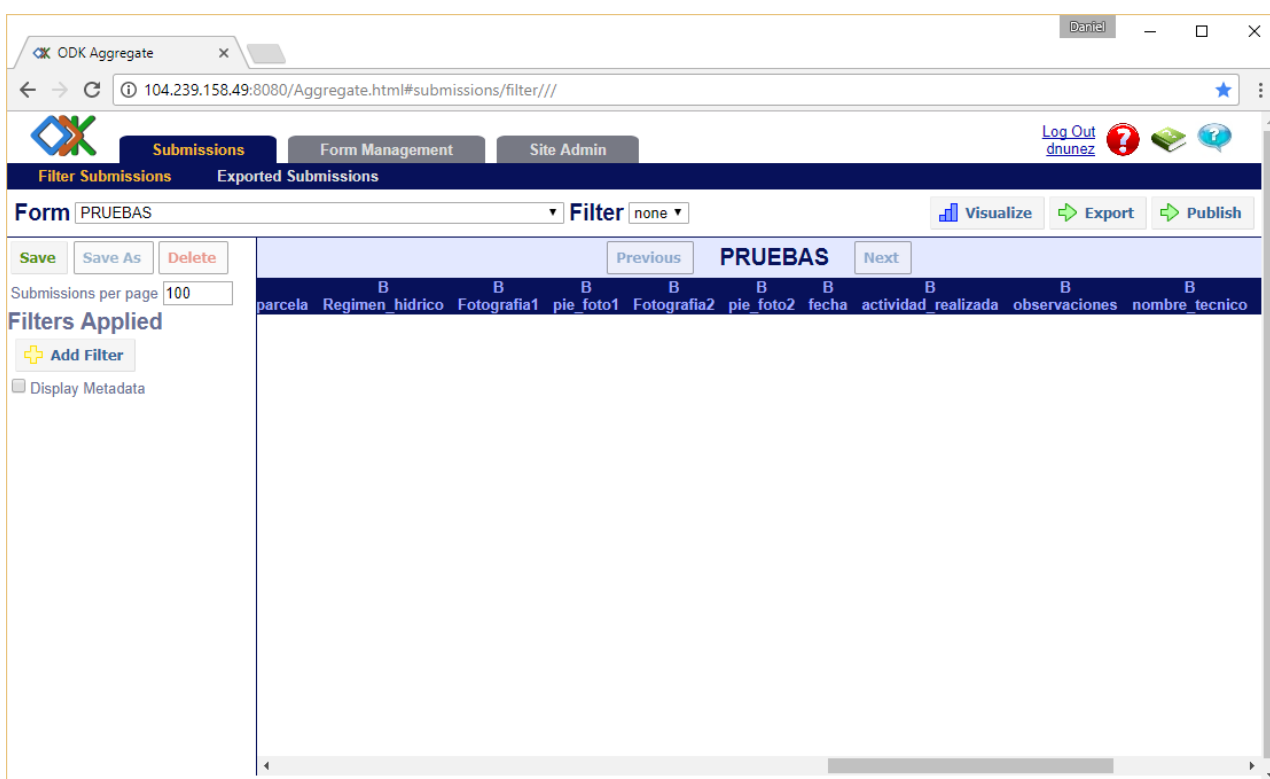 Daniel
ODK Aggregate
104.239.158.49:8080/Aggregate.html#submissions/filter///
Submissions Form Management Site Admin
Log Out
dnunez
Filter Submissions Exported Submissions
Form PRUEBAS Filter none Visualize Export Publish
Save Save As Delete Previous PRUEBAS Next
Submissions per page 100
B B B B B B B B B B
parcela Regimen_hidrico Fotografia1 pie_foto1 Fotografia2 pie_foto2 fecha actividad_realizada observaciones nombre_tecnico
Filters Applied
Add Filter
Display Metadata